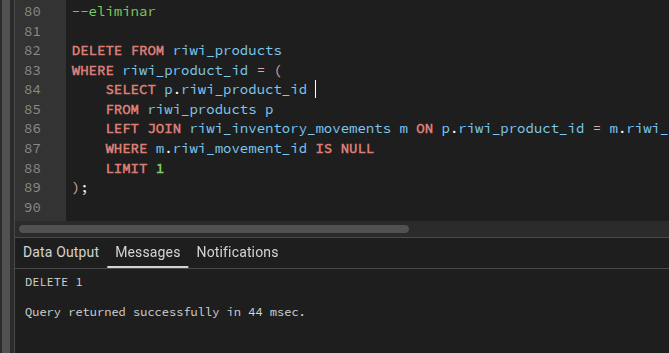 80 --eliminar
81
82 DELETE FROM riwi_products
83 WHERE riwi_product_id = (
84 SELECT p.riwi_product_id
85 FROM riwi_products p
86 LEFT JOIN riwi_inventory_movements m ON p.riwi_product_id = m.riwi_
87 WHERE m.riwi_movement_id IS NULL
88 LIMIT 1
89 );
90
Data Output Messages Notifications
DELETE 1
Query returned successfully in 44 msec.